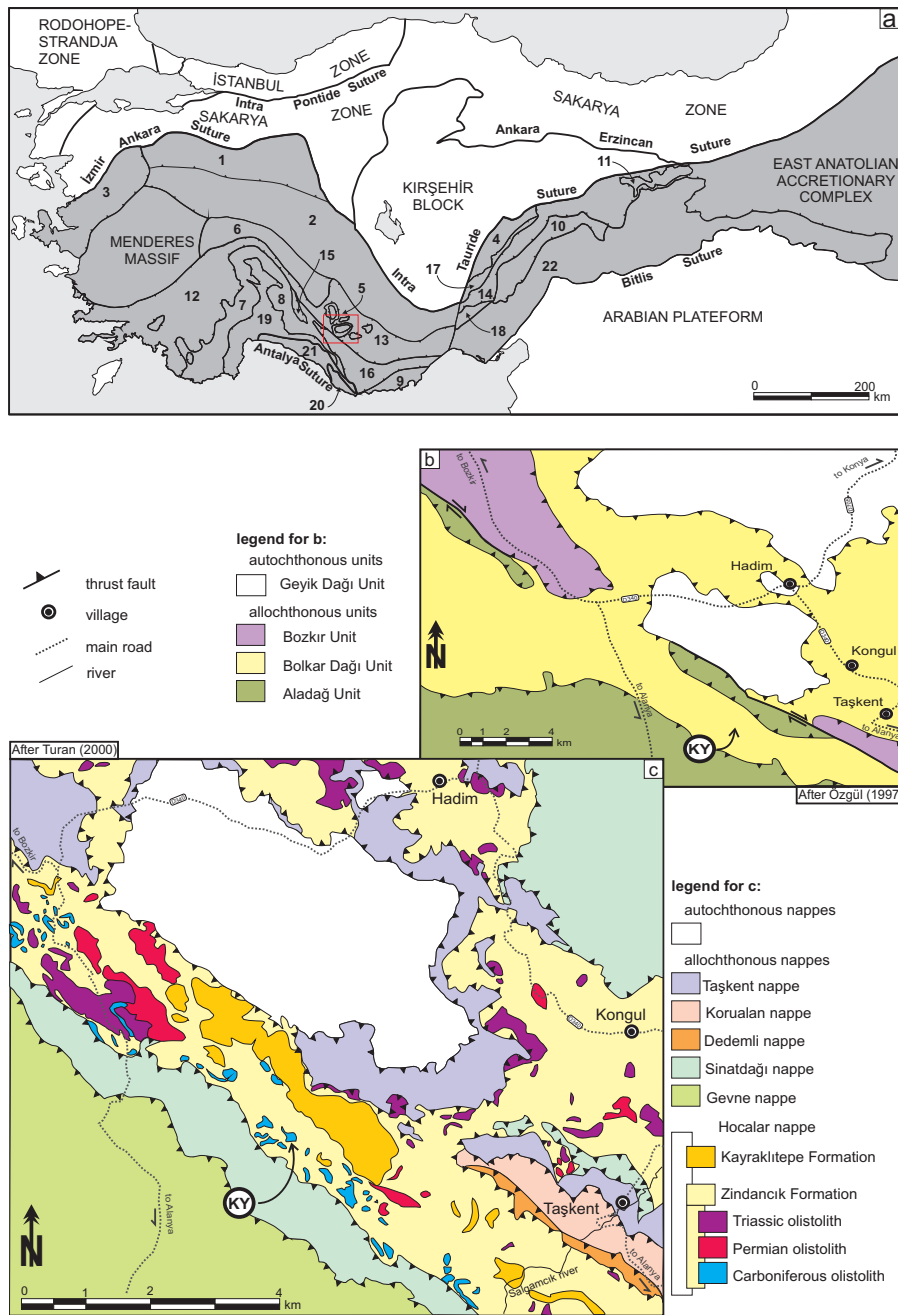 a
RODOHOPE-
STRANDJA
ZONE
İSTANBUL
ZONE
Intra Pontide Suture
SAKARYA
ZONE
SAKARYA
ZONE
İzmir Ankara Suture
Ankara Erzincan Suture
1
11
EAST ANATOLIAN
ACCRETIONARY
COMPLEX
3
KIRŞEHİR
BLOCK
Suture
2
4
10
6
MENDERES
MASSIF
15
Tauride
17
22
Intra
Bitlis Suture
5
12
7
8
14
ARABIAN PLATEFORM
19
13
18
21
Antalya Suture
16
9
20
0 200
km
b
to Bozkır
to Konya
legend for b:
autochthonous units
Geyik Dağı Unit
allochthonous units
Bozkır Unit
Bolkar Dağı Unit
Aladağ Unit
thrust fault
village
main road
river
Hadim
N
Kongul
Taşkent
to Alanya
to Alanya
0 1 2 4
km
KY
After Özgül (1997)
After Turan (2000)
c
Hadim
to Bozkır
Kongul
KY
Taşkent
to Alanya
to Alanya
N
Salgamcık river
0 2 4
km
legend for c:
autochthonous nappes
allochthonous nappes
Taşkent nappe
Korualan nappe
Dedemli nappe
Sinatdağı nappe
Gevne nappe
Hocalar nappe
Kayraklıtepe Formation
Zindancık Formation
Triassic olistolith
Permian olistolith
Carboniferous olistolith